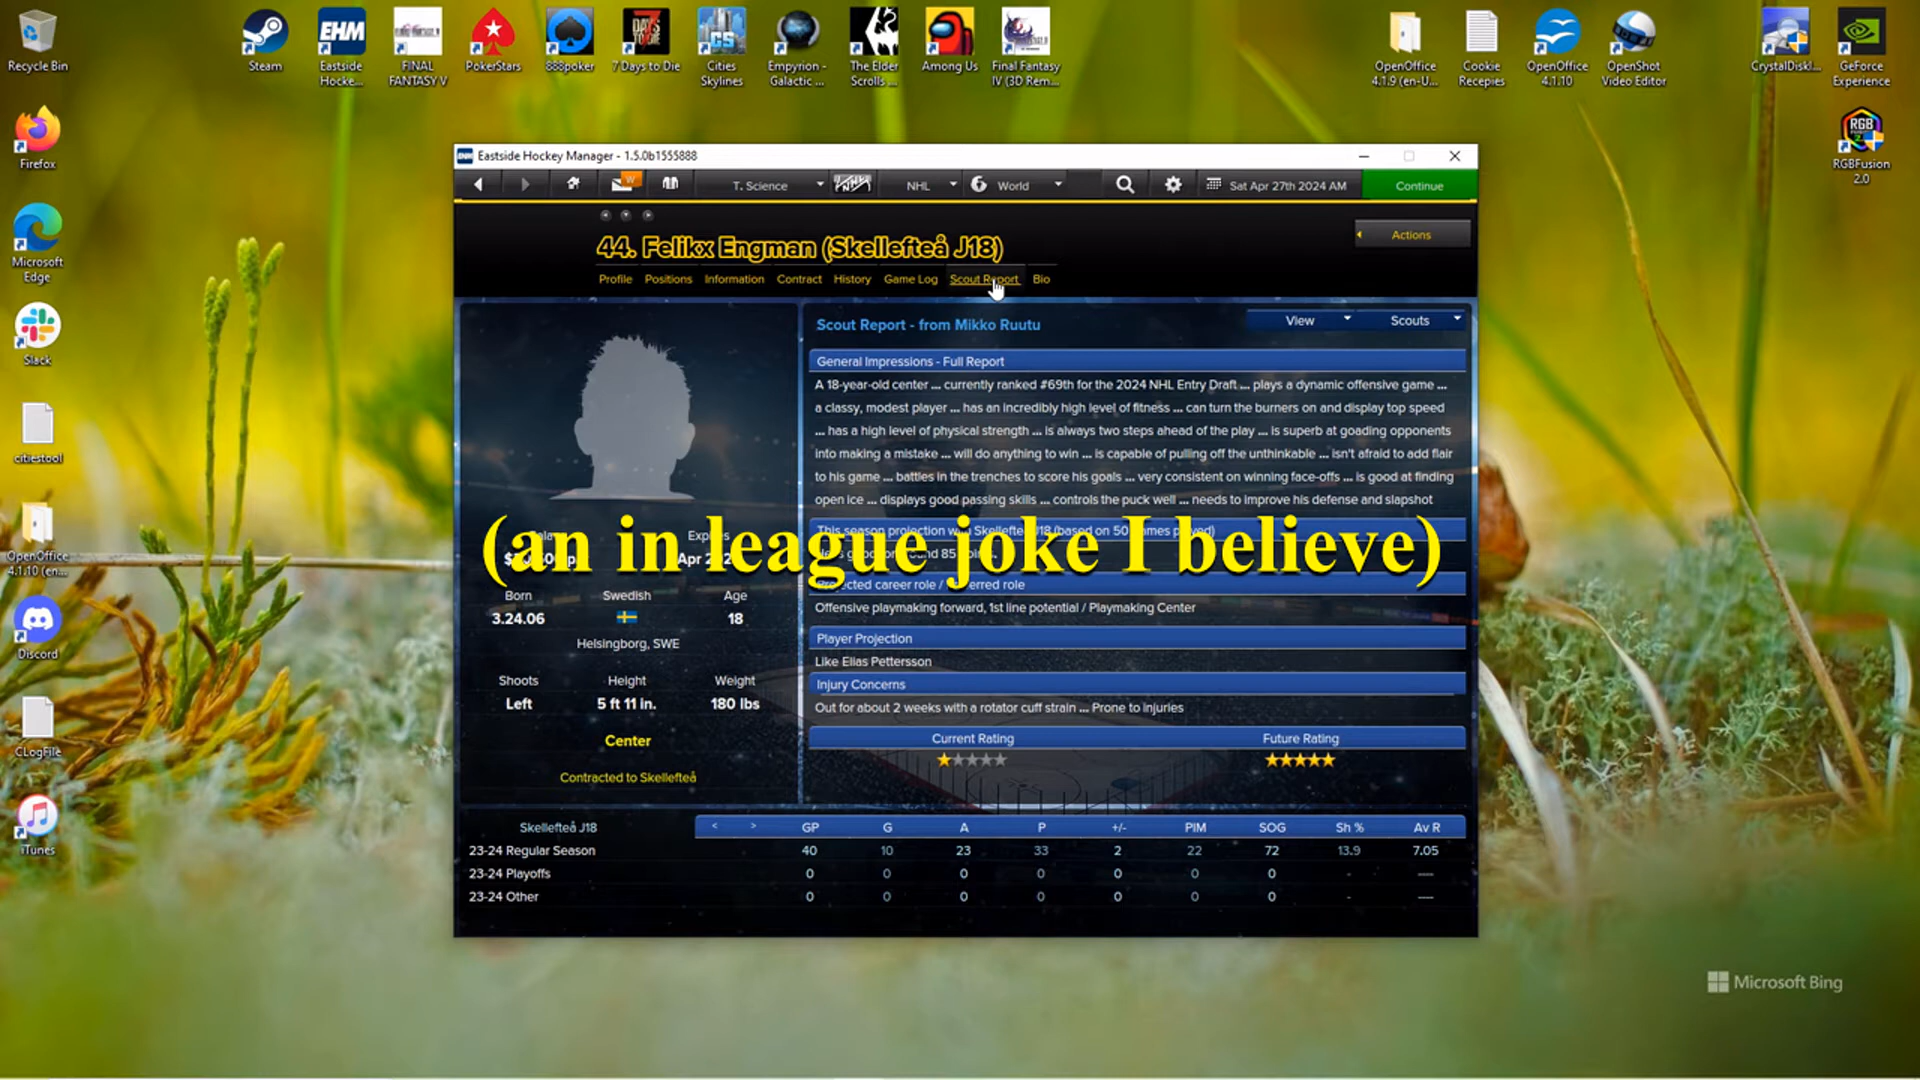 Recycle Bin
Steam
Eastside
Hocke...
FINAL
FANTASY V
PokerStars
888poker
7 Days to Die
Cities
Skylines
Empyrion -
Galactic ...
The Elder
Scrolls ...
Among Us
Final Fantasy
IV (3D Rem...
OpenOffice
4.1.9 (en-U...
Cookie
Recepies
OpenOffice
4.1.10
OpenShot
Video Editor
CrystalDiskI...
GeForce
Experience
Firefox
RGBFusion
2.0
Microsoft
Edge
Slack
citiestool
OpenOffice
4.1.10 (en...
Discord
CLogFile
iTunes
EHM
Eastside Hockey Manager - 1.5.0b1555888
T. Science
NHL
World
Sat Apr 27th 2024 AM
Continue
44. Felikx Engman (Skellefteå J18)
Actions
Profile Positions Information Contract History Game Log Scout Report Bio
Scout Report - from Mikko Ruutu
View
Scouts
General Impressions - Full Report
A 18-year-old center ... currently ranked #69th for the 2024 NHL Entry Draft ... plays a dynamic offensive game ...
a classy, modest player ... has an incredibly high level of fitness ... can turn the burners on and display top speed
... has a high level of physical strength ... is always two steps ahead of the play ... is superb at goading opponents
into making a mistake ... will do anything to win ... is capable of pulling off the unthinkable ... isn't afraid to add flair
to his game ... battles in the trenches to score his goals ... very consistent on winning face-offs ... is good at finding
open ice ... displays good passing skills ... controls the puck well ... needs to improve his defense and slapshot
This season projection Skellefteå J18 (based on 50 games played)
(an in league joke I believe)
Born Swedish Age
3.24.06 18
Helsingborg, SWE
Shoots Height Weight
Left 5 ft 11 in. 180 lbs
Center
Contracted to Skellefteå
career role / role
Offensive playmaking forward, 1st line potential / Playmaking Center
Player Projection
Like Elias Pettersson
Injury Concerns
Out for about 2 weeks with a rotator cuff strain ... Prone to injuries
Current Rating Future Rating
Skellefteå J18 < > GP G A P +/- PIM SOG Sh % Av R
23-24 Regular Season 40 10 23 33 2 22 72 13.9 7.05
23-24 Playoffs 0 0 0 0 0 0 0 - ----
23-24 Other 0 0 0 0 0 0 0 - ----
Microsoft Bing